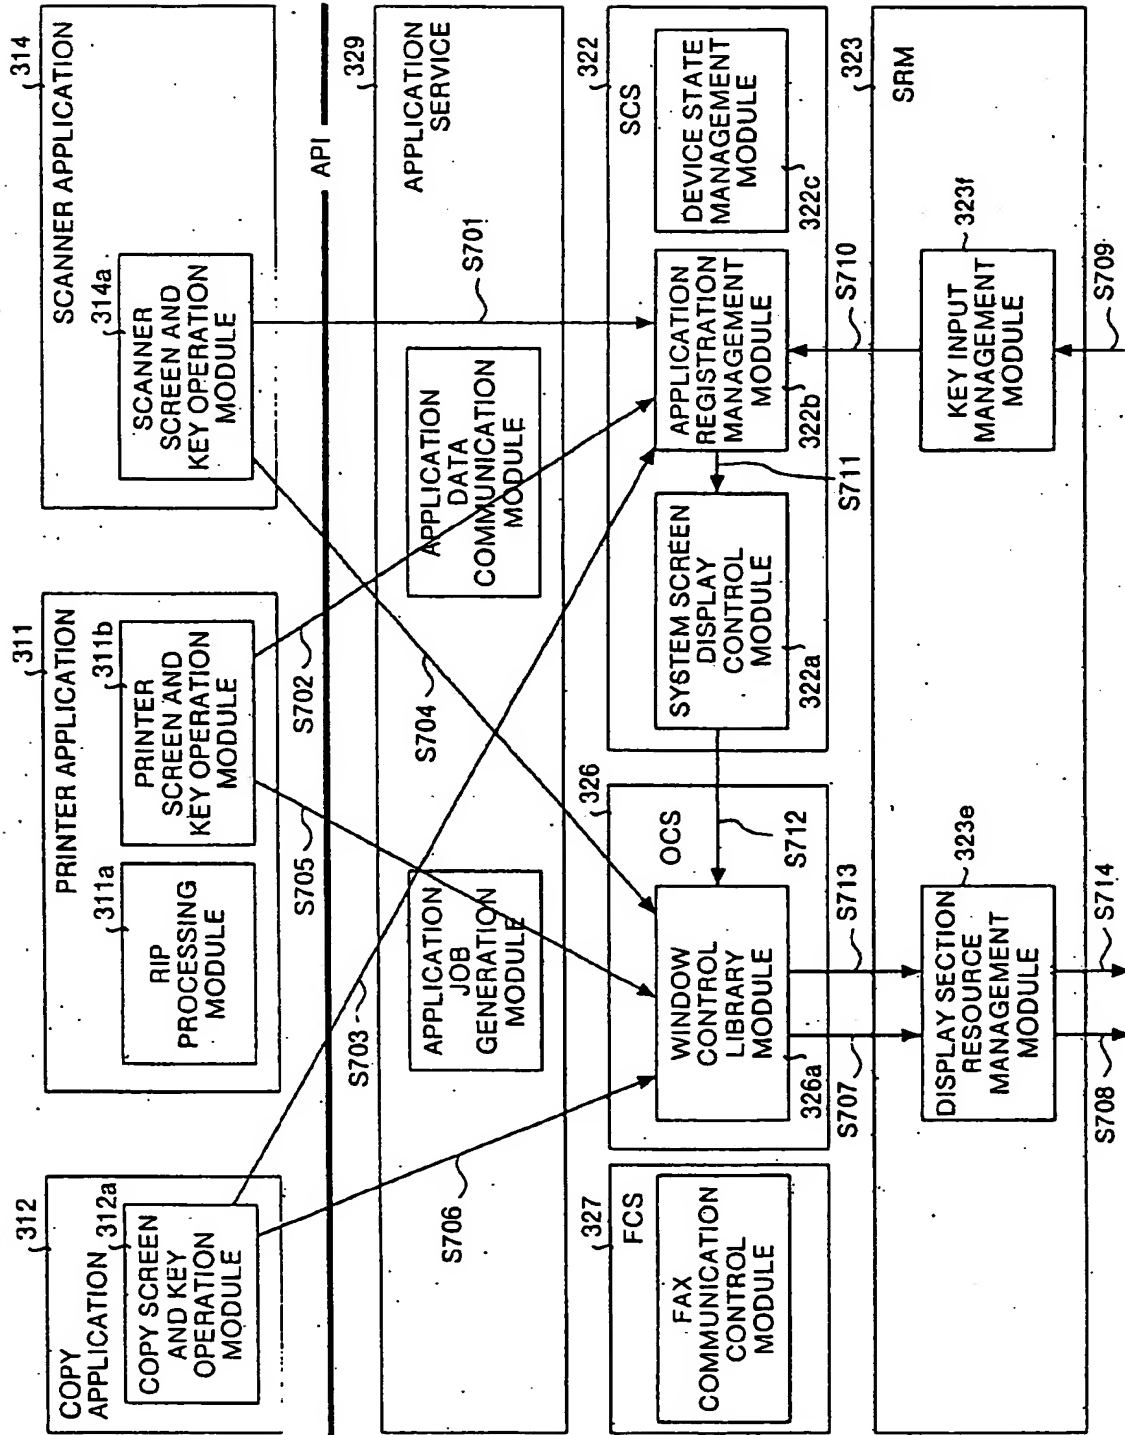 312
COPY
APPLICATION
312a
COPY SCREEN
AND KEY
OPERATION
MODULE
311
PRINTER APPLICATION
311a
RIP
PROCESSING
MODULE
311b
PRINTER
SCREEN AND
KEY OPERATION
MODULE
314
SCANNER APPLICATION
314a
SCANNER
SCREEN AND
KEY OPERATION
MODULE
API
S703
S705
S702
329
APPLICATION
SERVICE
S706
APPLICATION
JOB
GENERATION
MODULE
S704
APPLICATION
DATA
COMMUNICATION
MODULE
S701
327
FCS
FAX
COMMUNICATION
CONTROL
MODULE
326
OCS
WINDOW
CONTROL
LIBRARY
MODULE
326a
S712
322
SCS
SYSTEM SCREEN
DISPLAY
CONTROL
MODULE
322a
S711
APPLICATION
REGISTRATION
MANAGEMENT
MODULE
322b
DEVICE STATE
MANAGEMENT
MODULE
322c
S707
S713
S710
323
SRM
323e
DISPLAY SECTION
RESOURCE
MANAGEMENT
MODULE
323f
KEY INPUT
MANAGEMENT
MODULE
S708
S714
S709